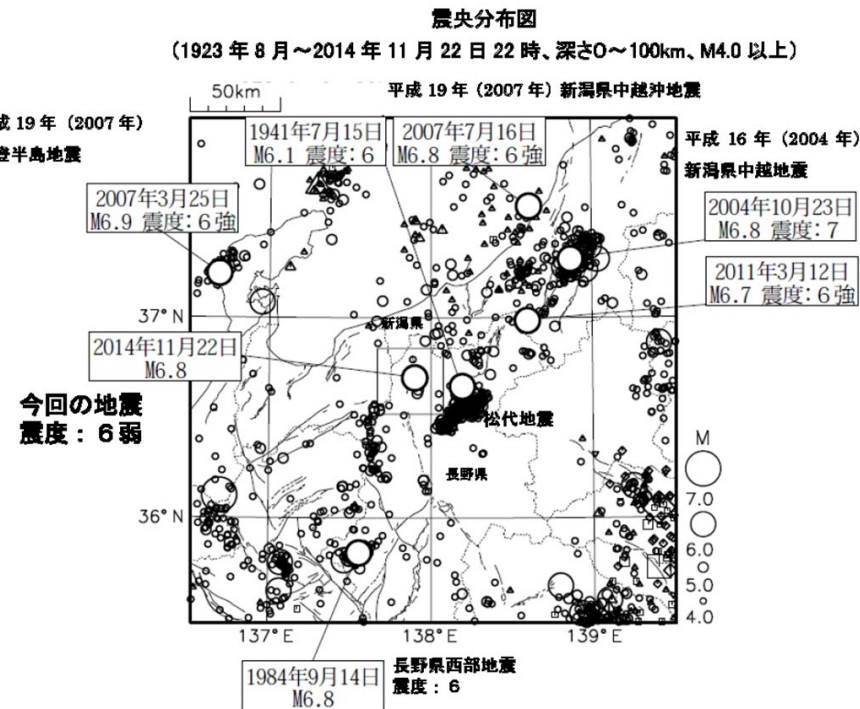 震央分布図
(1923年8月～2014年11月22日22時、深さ0～100km、M4.0以上)
50km
平成19年(2007年)新潟県中越沖地震
成19年(2007年)
登半島地震
1941年7月15日
M6.1 震度:6
2007年7月16日
M6.8 震度:6強
平成16年(2004年)
新潟県中越地震
2007年3月25日
M6.9 震度:6強
2004年10月23日
M6.8 震度:7
2011年3月12日
M6.7 震度:6強
37°N
新潟県
2014年11月22日
M6.8
今回の地震
震度:6弱
松代地震
長野県
M
7.0
6.0
5.0
4.0
36°N
137°E
138°E
139°E
1984年9月14日
M6.8
長野県西部地震
震度:6